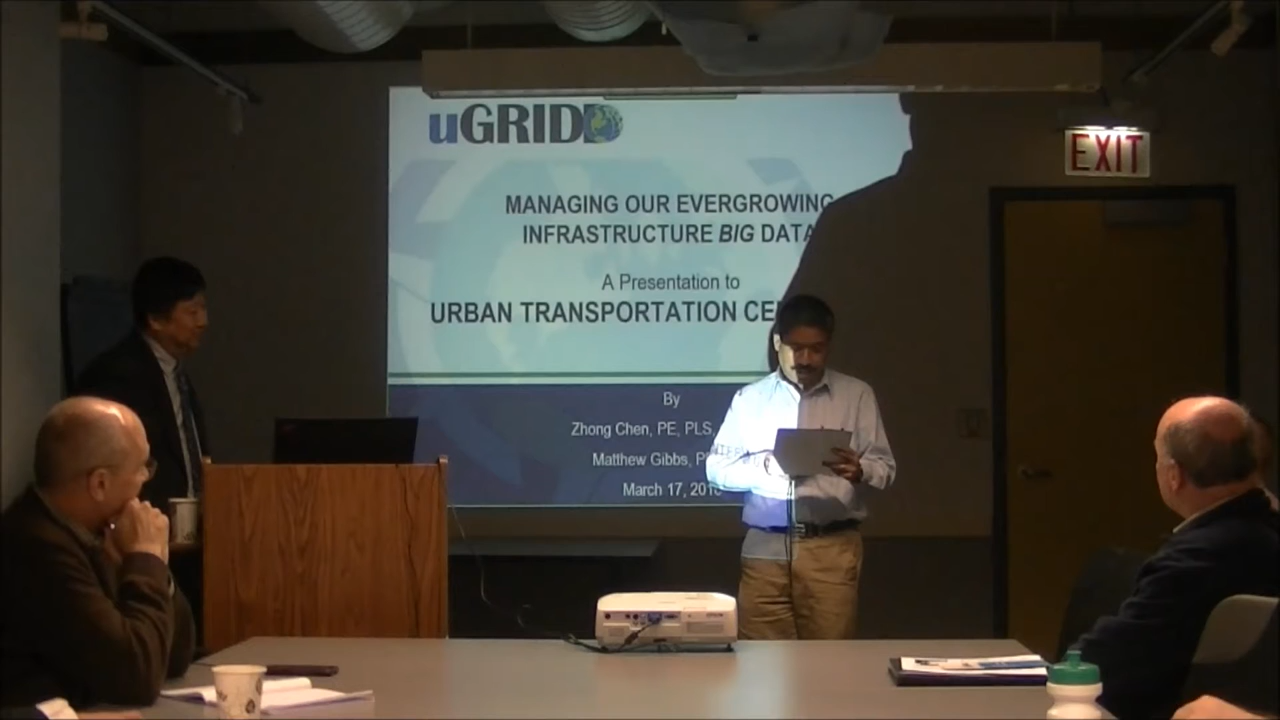 uGRIDD
MANAGING OUR EVERGROWING
INFRASTRUCTURE BIG DATA
A Presentation to
URBAN TRANSPORTATION
By
Zhong Chen, PE, PLS,
Matthew Gibbs,
March 17,
EXIT